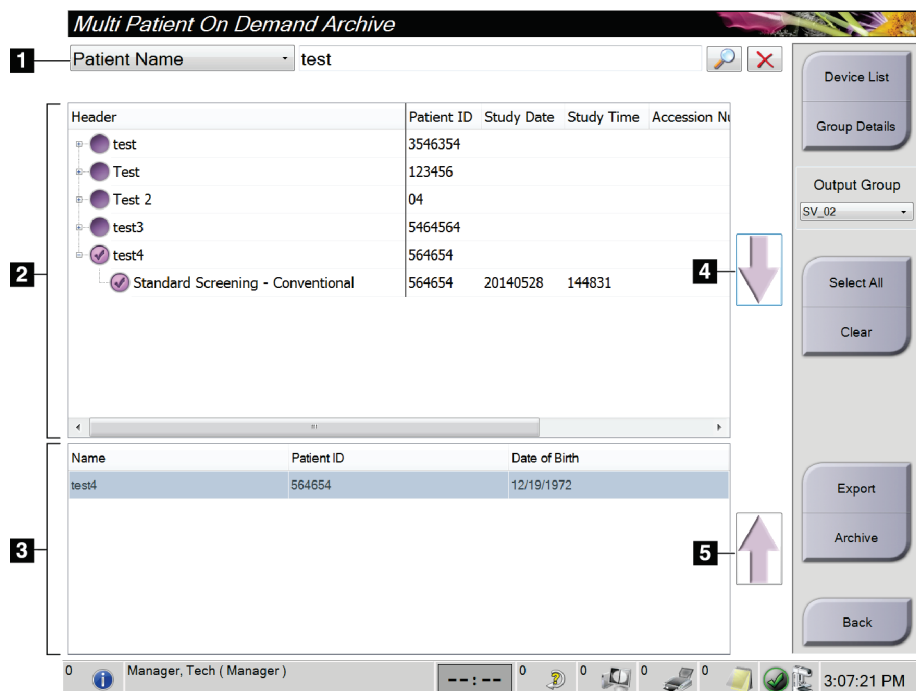 Multi Patient On Demand Archive
1
Patient Name
test
Device List
Group Details
Output Group
SV_02
Select All
Clear
Export
Archive
Back
2
Header Patient ID Study Date Study Time Accession Nu
test 3546354
Test 123456
Test 2 04
test3 5464564
test4 564654
Standard Screening - Conventional 564654 20140528 144831
4
3
Name Patient ID Date of Birth
test4 564654 12/19/1972
5
0 Manager, Tech ( Manager ) --:-- 0 0 0 0 3:07:21 PM